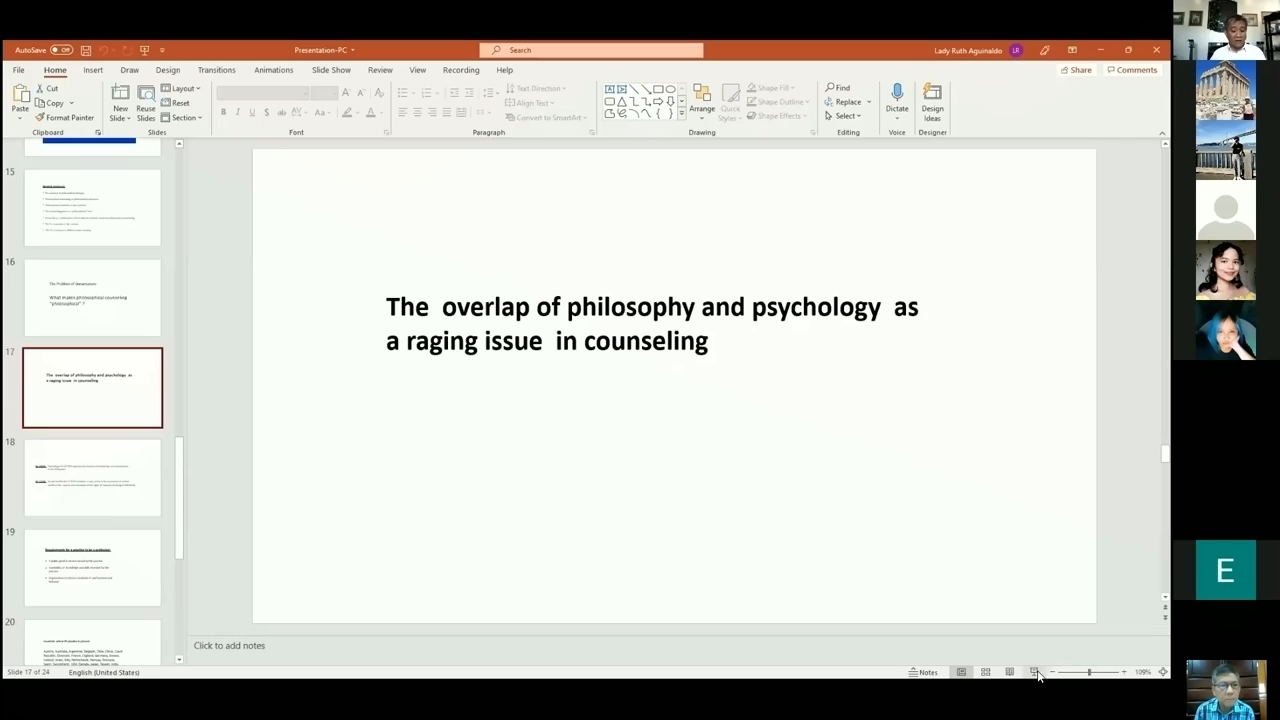 AutoSave Off
Presentation-PC
Search
Lady Ruth Aguinaldo LR
File Home Insert Draw Design Transitions Animations Slide Show Review View Recording Help Share Comments
Paste Cut Copy Format Painter
Clipboard
New Slide Reuse Slides Layout Reset Section
Slides
B I U S ab AV Aa A A A
Font
Text Direction Align Text Convert to SmartArt
Paragraph
Arrange Quick Styles Shape Fill Shape Outline Shape Effects
Drawing
Find Replace Select
Editing
Dictate
Voice
Design Ideas
Designer
15
16
What makes philosophical counseling
"philosophical" ?
17
The overlap of philosophy and psychology as
a raging issue in counseling
18
19
Requirements for a practice to be a profession:
20
The overlap of philosophy and psychology as
a raging issue in counseling
Click to add notes
Slide 17 of 24 English (United States) Notes 109%
E